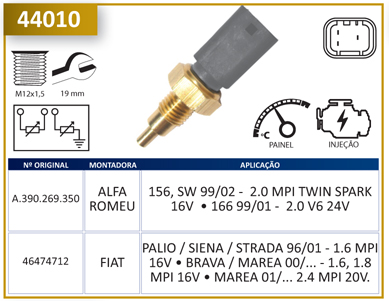 44010
M12x1,5
19 mm
°C
PAINEL
INJEÇÃO
Nº ORIGINAL MONTADORA APLICAÇÃO
A.390.269.350 ALFA ROMEU 156, SW 99/02 - 2.0 MPI TWIN SPARK
16V • 166 99/01 - 2.0 V6 24V
46474712 FIAT PALIO / SIENA / STRADA 96/01 - 1.6 MPI
16V • BRAVA / MAREA 00/... - 1.6, 1.8
MPI 16V • MAREA 01/... 2.4 MPI 20V.